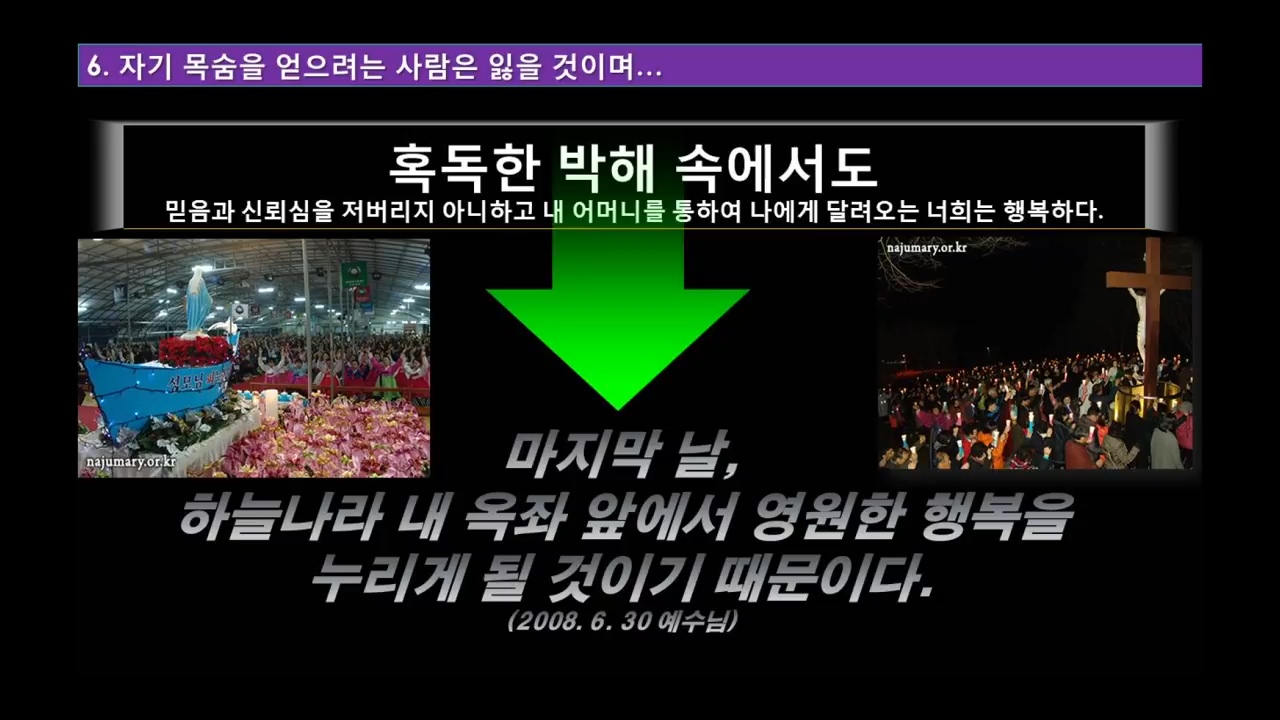 6. 자기 목숨을 얻으려는 사람은 잃을 것이며...
혹독한 박해 속에서도
믿음과 신뢰심을 저버리지 아니하고 내 어머니를 통하여 나에게 달려오는 너희는 행복하다.
najumary.or.kr
성모님
najumary.or.kr
마지막 날,
하늘나라 내 옥좌 앞에서 영원한 행복을
누리게 될 것이기 때문이다.
(2008. 6. 30 예수님)